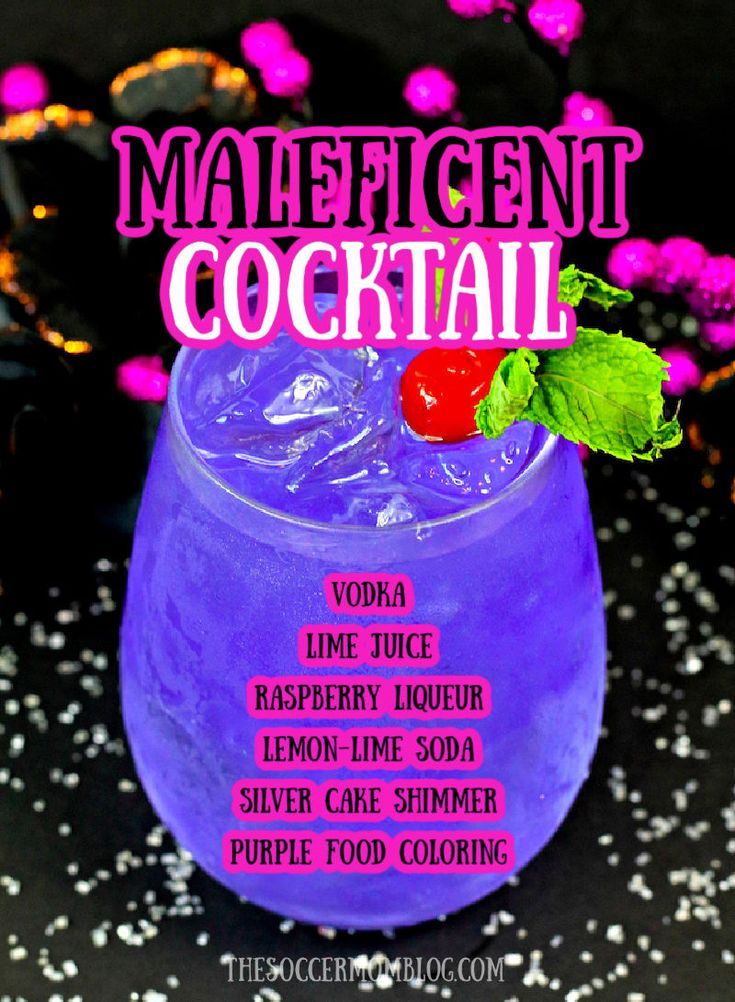 MALEFICENT
COCKTAIL
VODKA
LIME JUICE
RASPBERRY LIQUEUR
LEMON-LIME SODA
SILVER CAKE SHIMMER
PURPLE FOOD COLORING
THESOCCERMOMBLOG.COM